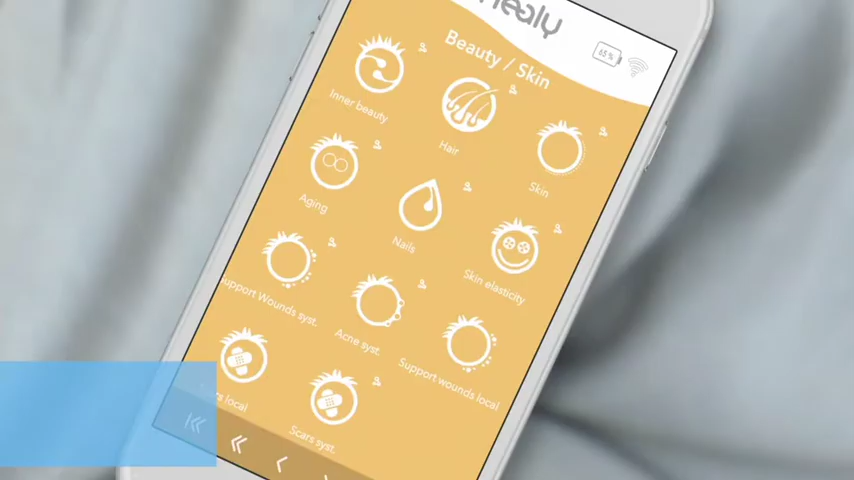 Healy
65 %
Beauty / Skin
Inner beauty
Hair
Skin
Aging
Nails
Skin elasticity
Support Wounds syst.
Acne syst.
Support wounds local
local
Scars syst.